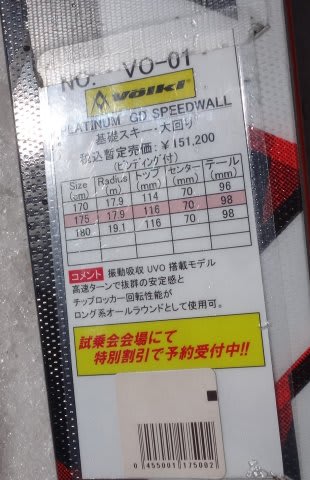 NO: VO-01
Völkl
PLATINUM GD SPEEDWALL
基礎スキー・大回り
税込暫定売価：￥151,200
(ビンディング付)
Size (cm) Radius (m) トップ (mm) センター (mm) テール (mm)
170 17.9 114 70 96
175 17.9 116 70 98
180 19.1 116 70 98
コメント 振動吸収UVO搭載モデル
高速ターンで抜群の安定感と
チップロッカー回転性能が
ロング系オールラウンドとして使用可。
試乗会会場にて
特別割引で予約受付中!!
0 455001 175002